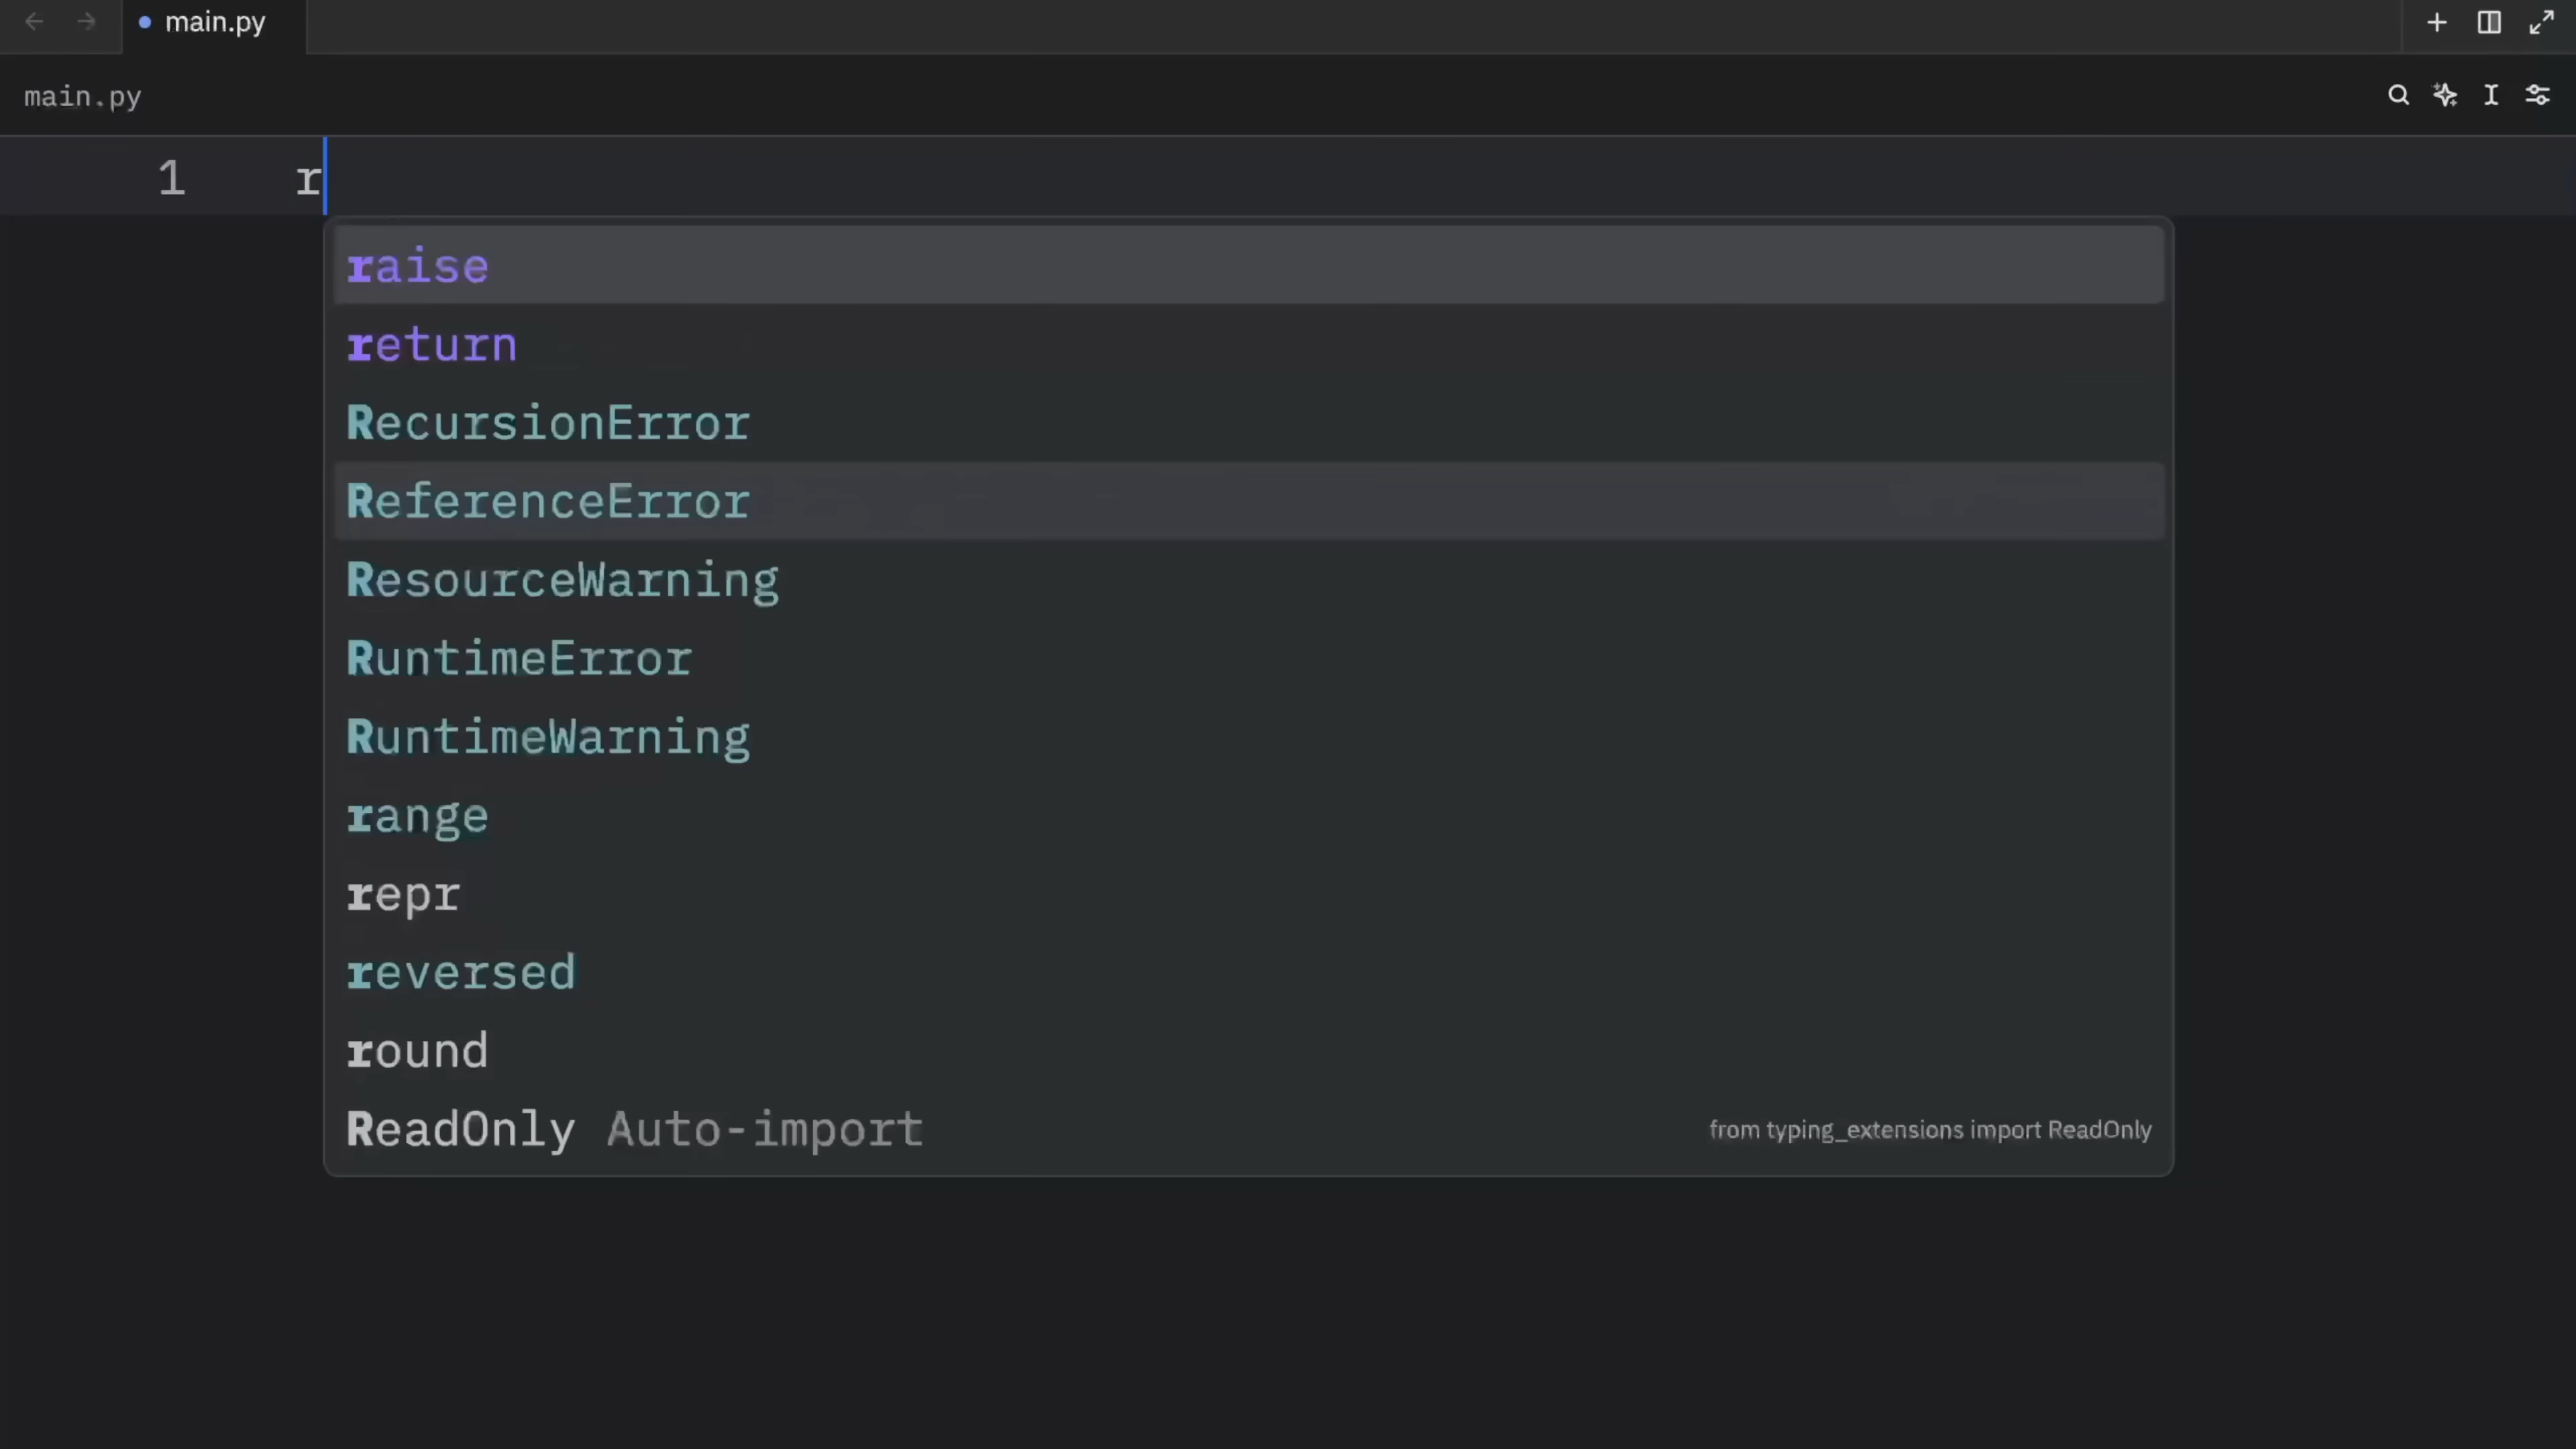 main.py
main.py
1 r
raise
return
RecursionError
ReferenceError
ResourceWarning
RuntimeError
RuntimeWarning
range
repr
reversed
round
ReadOnly Auto-import from typing_extensions import ReadOnly